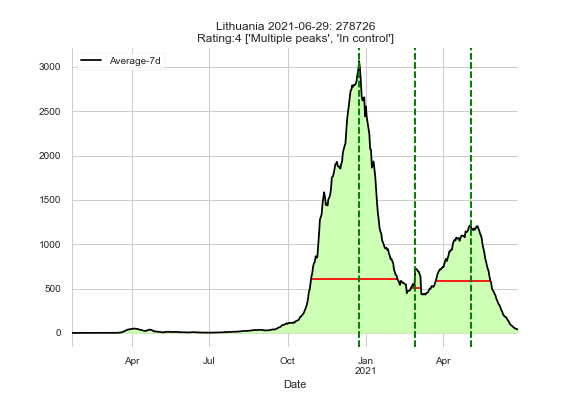 Lithuania 2021-06-29: 278726
Rating:4 ['Multiple peaks', 'In control']
Average-7d
3000
2500
2000
1500
1000
500
0
Apr Jul Oct Jan Apr
2021
Date